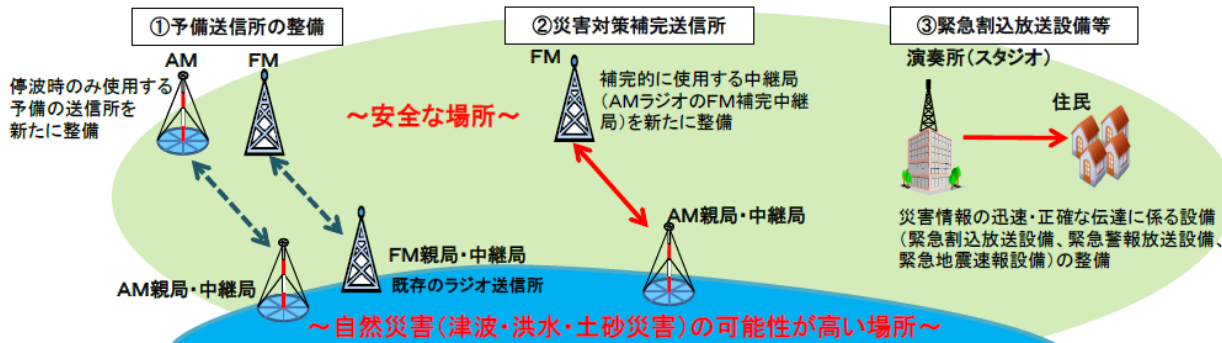 ①予備送信所の整備
AM
FM
停波時のみ使用する
予備の送信所を
新たに整備
AM親局・中継局
FM親局・中継局
既存のラジオ送信所
②災害対策補完送信所
FM
補完的に使用する中継局
(AMラジオのFM補完中継
局)を新たに整備
～安全な場所～
AM親局・中継局
③緊急割込放送設備等
演奏所(スタジオ)
住民
災害情報の迅速・正確な伝達に係る設備
(緊急割込放送設備、緊急警報放送設備、
緊急地震速報設備)の整備
～自然災害(津波・洪水・土砂災害)の可能性が高い場所～